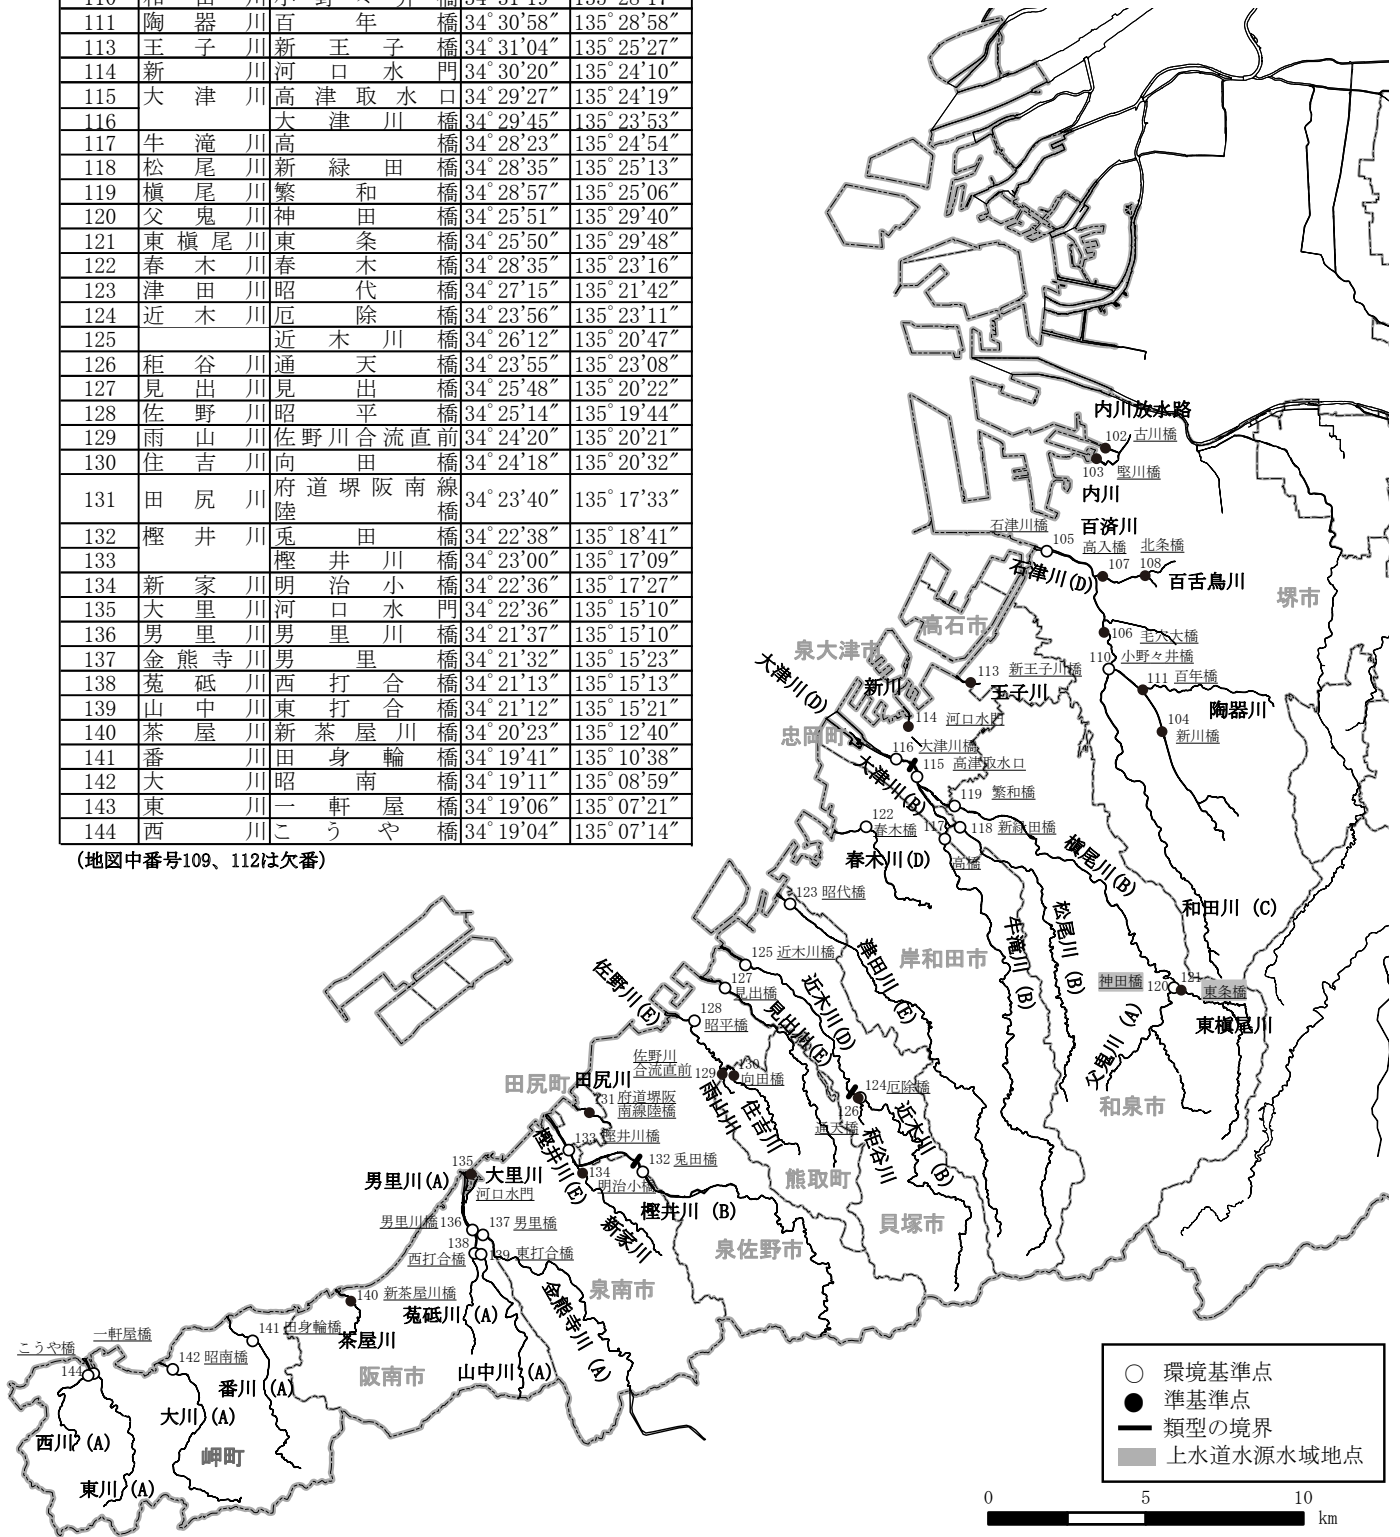 110 和田川 小野々井橋 34°31′19″ 135°28′17″
111 陶器川 百年橋 34°30′58″ 135°28′58″
113 王子川 新王子橋 34°31′04″ 135°25′27″
114 新川 河口水門 34°30′20″ 135°24′10″
115 大津川 高津取水口 34°29′27″ 135°24′19″
116 大津川橋 34°29′45″ 135°23′53″
117 牛滝川 高橋 34°28′23″ 135°24′54″
118 松尾川 新緑田橋 34°28′35″ 135°25′13″
119 槇尾川 繁和橋 34°28′57″ 135°25′06″
120 父鬼川 神田橋 34°25′51″ 135°29′40″
121 東槇尾川 東条橋 34°25′50″ 135°29′48″
122 春木川 春木橋 34°28′35″ 135°23′16″
123 津田川 昭代橋 34°27′15″ 135°21′42″
124 近木川 厄除橋 34°23′56″ 135°23′11″
125 近木川橋 34°26′12″ 135°20′47″
126 秬谷川 通天橋 34°23′55″ 135°23′08″
127 見出川 見出橋 34°25′48″ 135°20′22″
128 佐野川 昭平橋 34°25′14″ 135°19′44″
129 雨山川 佐野川合流直前 34°24′20″ 135°20′21″
130 住吉川 向田橋 34°24′18″ 135°20′32″
131 田尻川 府道堺阪南線陸橋 34°23′40″ 135°17′33″
132 樫井川 兎田橋 34°22′38″ 135°18′41″
133 樫井川橋 34°23′00″ 135°17′09″
134 新家川 明治小橋 34°22′36″ 135°17′27″
135 大里川 河口水門 34°22′36″ 135°15′10″
136 男里川 男里川橋 34°21′37″ 135°15′10″
137 金熊寺川 男里橋 34°21′32″ 135°15′23″
138 菟砥川 西打合橋 34°21′13″ 135°15′13″
139 山中川 東打合橋 34°21′12″ 135°15′21″
140 茶屋川 新茶屋川橋 34°20′23″ 135°12′40″
141 番川 田身輪橋 34°19′41″ 135°10′38″
142 大川 昭南橋 34°19′11″ 135°08′59″
143 東川 一軒屋橋 34°19′06″ 135°07′21″
144 西川 こうや橋 34°19′04″ 135°07′14″
(地図中番号109、112は欠番)
内川放水路
102 古川橋
103 竪川橋
内川
石津川橋
105
百済川
高入橋
107
北条橋
108
石津川(D)
百舌鳥川
堺市
高石市
106 毛穴大橋
110 小野々井橋
111 百年橋
陶器川
104
新川橋
泉大津市
113 新王子川橋
王子川
大津川(D)
新川
114 河口水門
忠岡町
116 大津川橋
115 高津取水口
大津川(B)
119 繁和橋
122
春木橋
117
118 新緑田橋
高橋
春木川(D)
槇尾川(B)
和田川 (C)
123 昭代橋
松尾川 (B)
牛滝川 (B)
岸和田市
津田川 (E)
125 近木川橋
127
見出橋
近木川(D)
見出川(E)
神田橋
120
121
東条橋
東槇尾川
父鬼川 (A)
和泉市
佐野川(E)
128
昭平橋
佐野川
合流直前 129
130
向田橋
雨山川
住吉川
124 厄除橋
126
通天橋
秬谷川
近木川 (B)
熊取町
貝塚市
田尻町
田尻川
131 府道堺阪
南線陸橋
133 樫井川橋
樫井川(E)
132 兎田橋
134
明治小橋
樫井川 (B)
新家川
泉佐野市
135
大里川
河口水門
男里川(A)
男里川橋 136
137 男里橋
138
西打合橋
139 東打合橋
金熊寺川 (A)
泉南市
菟砥川 (A)
山中川 (A)
140 新茶屋川橋
茶屋川
阪南市
141 田身輪橋
番川 (A)
142 昭南橋
大川 (A)
一軒屋橋
こうや橋
144
西川 (A)
東川 (A)
岬町
○ 環境基準点
● 準基準点
類型の境界
上水道水源水域地点
0 5 10
km